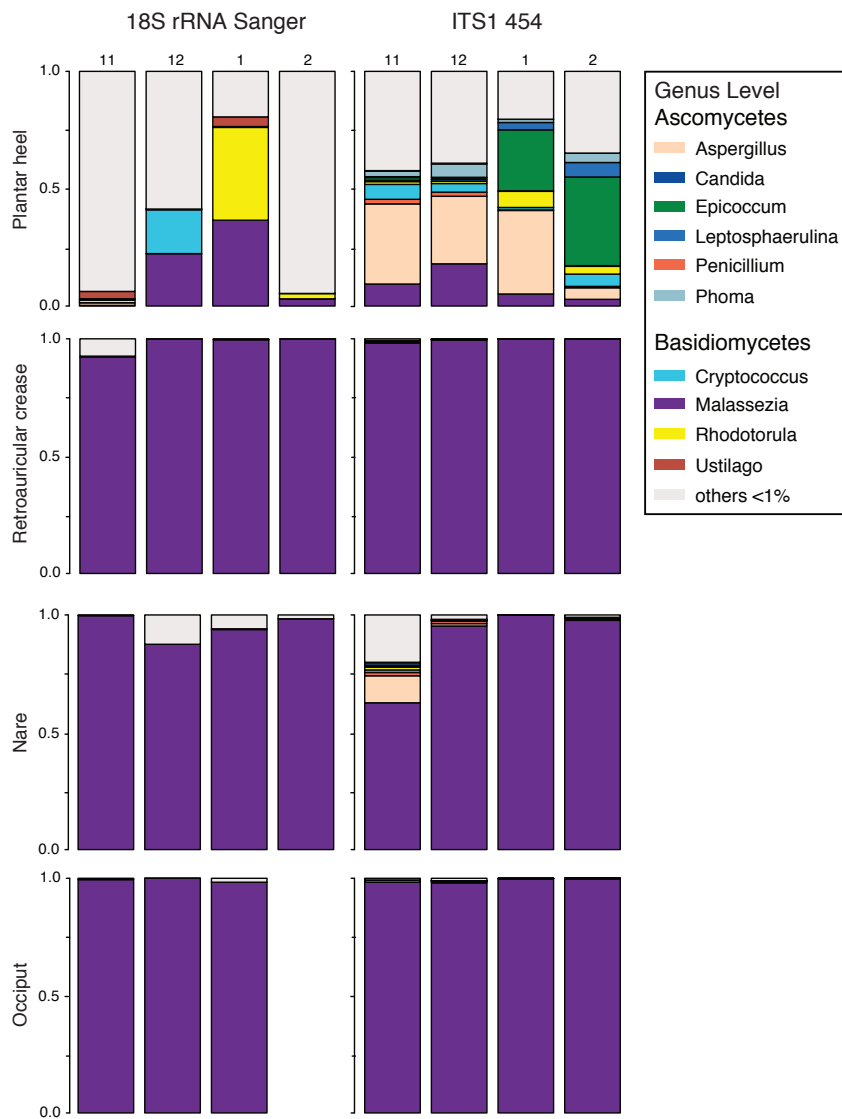 18S rRNA Sanger
ITS1 454
11 12 1 2
11 12 1 2
Plantar heel
1.0
0.5
0.0
Genus Level
Ascomycetes
Aspergillus
Candida
Epicoccum
Leptosphaerulina
Penicillium
Phoma
Basidiomycetes
Cryptococcus
Malassezia
Rhodotorula
Ustilago
others <1%
Retroauricular crease
1.0
0.5
0.0
Nare
1.0
0.5
0.0
Occiput
1.0
0.5
0.0